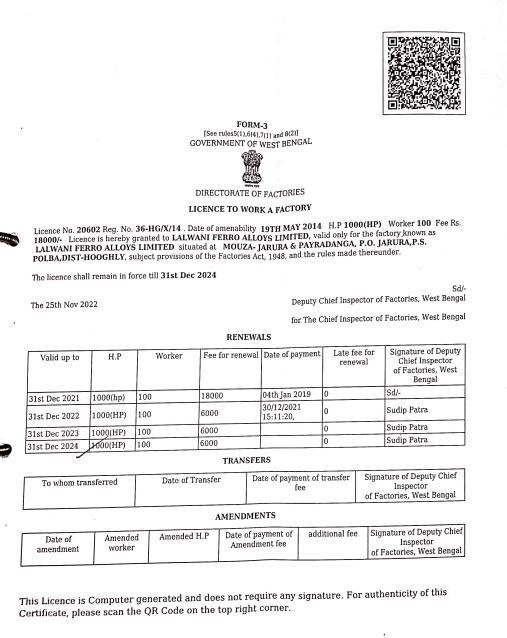 FORM-3
[See rules5(1),6(4),7(1) and 8(2)]
GOVERNMENT OF WEST BENGAL
DIRECTORATE OF FACTORIES
LICENCE TO WORK A FACTORY
Licence No. 20602 Reg. No. 36-HG/X/14 . Date of amenability 19TH MAY 2014 H.P 1000(HP) Worker 100 Fee Rs.
18000/- Licence is hereby granted to LALWANI FERRO ALLOYS LIMITED, valid only for the factory known as
LALWANI FERRO ALLOYS LIMITED situated at MOUZA- JARURA & PAYRADANGA, P.O. JARURA,P.S.
POLBA,DIST-HOOGHLY, subject provisions of the Factories Act, 1948, and the rules made thereunder.
The licence shall remain in force till 31st Dec 2024
Sd/-
The 25th Nov 2022
Deputy Chief Inspector of Factories, West Bengal
for The Chief Inspector of Factories, West Bengal
RENEWALS
Valid up to H.P Worker Fee for renewal Date of payment Late fee for renewal Signature of Deputy Chief Inspector of Factories, West Bengal
31st Dec 2021 1000(hp) 100 18000 04th Jan 2019 0 Sd/-
31st Dec 2022 1000(HP) 100 6000 30/12/2021 15:11:20, 0 Sudip Patra
31st Dec 2023 1000(HP) 100 6000 0 Sudip Patra
31st Dec 2024 1000(HP) 100 6000 0 Sudip Patra
TRANSFERS
To whom transferred Date of Transfer Date of payment of transfer fee Signature of Deputy Chief Inspector of Factories, West Bengal
AMENDMENTS
Date of amendment Amended worker Amended H.P Date of payment of Amendment fee additional fee Signature of Deputy Chief Inspector of Factories, West Bengal
This Licence is Computer generated and does not require any signature. For authenticity of this
Certificate, please scan the QR Code on the top right corner.